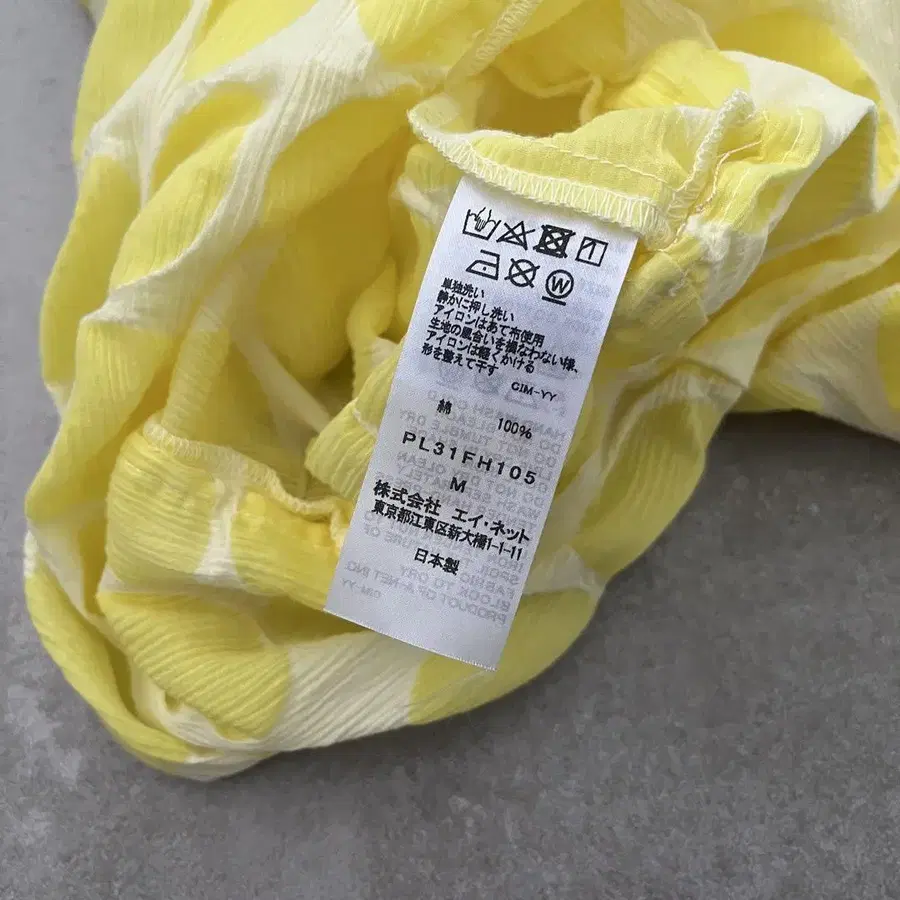 W
単独洗い
静かに押し洗い
アイロンはあて布使用
生地の風合いを損なわない様、
アイロンは軽くかける
形を整えて干す
CIM-YY
綿 100%
PL31FH105
M
株式会社 エイ・ネット
東京都江東区新大橋1-1-11
日本製